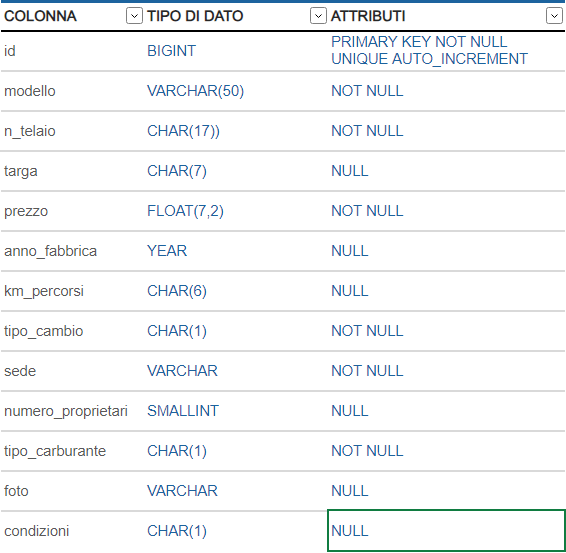 COLONNA TIPO DI DATO ATTRIBUTI
id BIGINT PRIMARY KEY NOT NULL
UNIQUE AUTO_INCREMENT
modello VARCHAR(50) NOT NULL
n_telaio CHAR(17)) NOT NULL
targa CHAR(7) NULL
prezzo FLOAT(7,2) NOT NULL
anno_fabbrica YEAR NULL
km_percorsi CHAR(6) NULL
tipo_cambio CHAR(1) NOT NULL
sede VARCHAR NOT NULL
numero_proprietari SMALLINT NULL
tipo_carburante CHAR(1) NOT NULL
foto VARCHAR NULL
condizioni CHAR(1) NULL